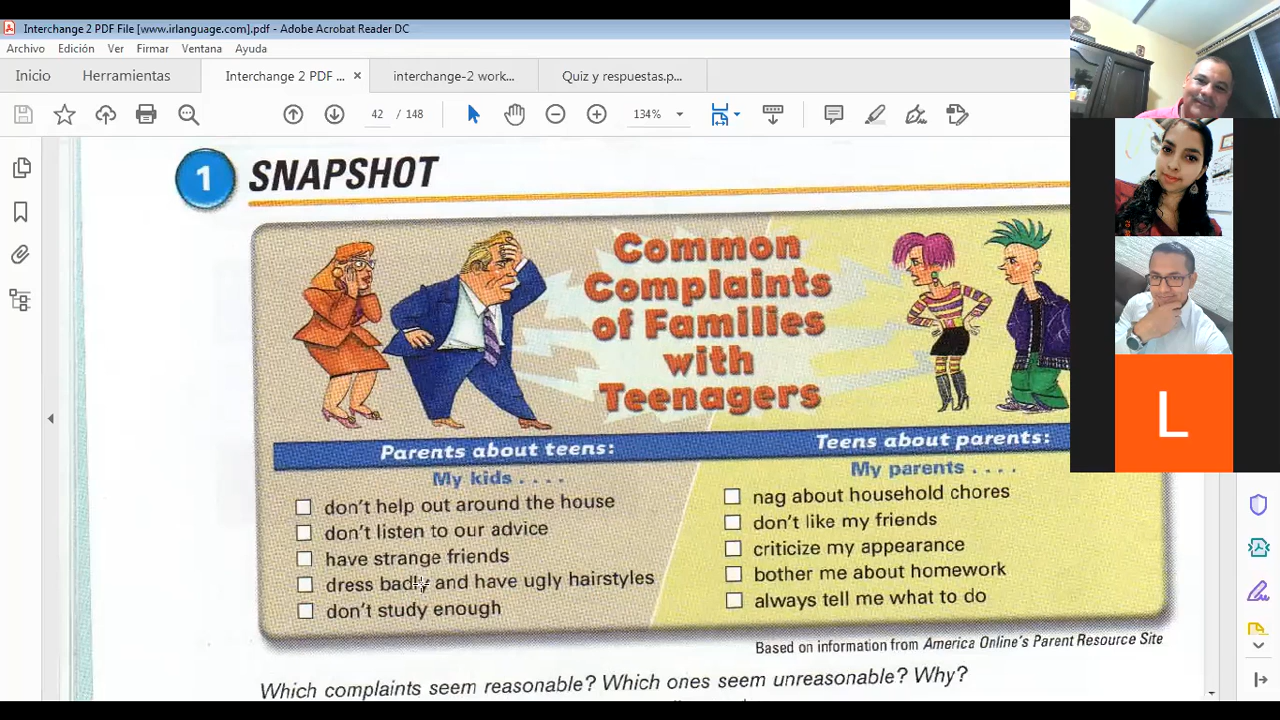 Interchange 2 PDF File [www.irlanguage.com].pdf - Adobe Acrobat Reader DC
Archivo Edición Ver Firmar Ventana Ayuda
Inicio Herramientas Interchange 2 PDF ... × interchange-2 work... Quiz y respuestas.p...
42 / 148 134%
1 SNAPSHOT
Common
Complaints
of Families
with
Teenagers
Parents about teens:
My kids . . . .
don't help out around the house
don't listen to our advice
have strange friends
dress badly and have ugly hairstyles
don't study enough
Teens about parents:
My parents . . . .
nag about household chores
don't like my friends
criticize my appearance
bother me about homework
always tell me what to do
Based on information from America Online's Parent Resource Site
Which complaints seem reasonable? Which ones seem unreasonable? Why?
L